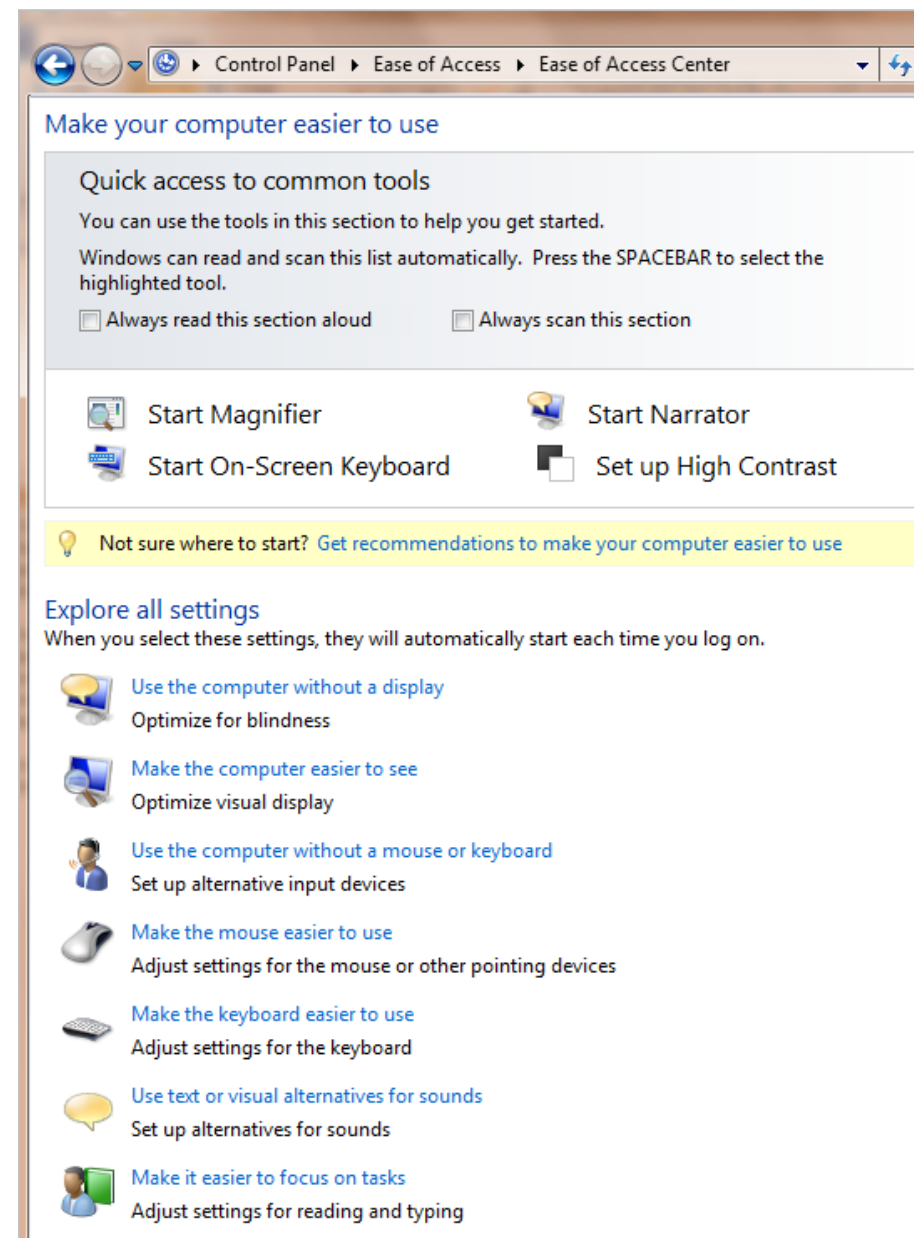 Control Panel Ease of Access Ease of Access Center
Make your computer easier to use
Quick access to common tools
You can use the tools in this section to help you get started.
Windows can read and scan this list automatically. Press the SPACEBAR to select the
highlighted tool.
Always read this section aloud Always scan this section
Start Magnifier Start Narrator
Start On-Screen Keyboard Set up High Contrast
Not sure where to start? Get recommendations to make your computer easier to use
Explore all settings
When you select these settings, they will automatically start each time you log on.
Use the computer without a display
Optimize for blindness
Make the computer easier to see
Optimize visual display
Use the computer without a mouse or keyboard
Set up alternative input devices
Make the mouse easier to use
Adjust settings for the mouse or other pointing devices
Make the keyboard easier to use
Adjust settings for the keyboard
Use text or visual alternatives for sounds
Set up alternatives for sounds
Make it easier to focus on tasks
Adjust settings for reading and typing